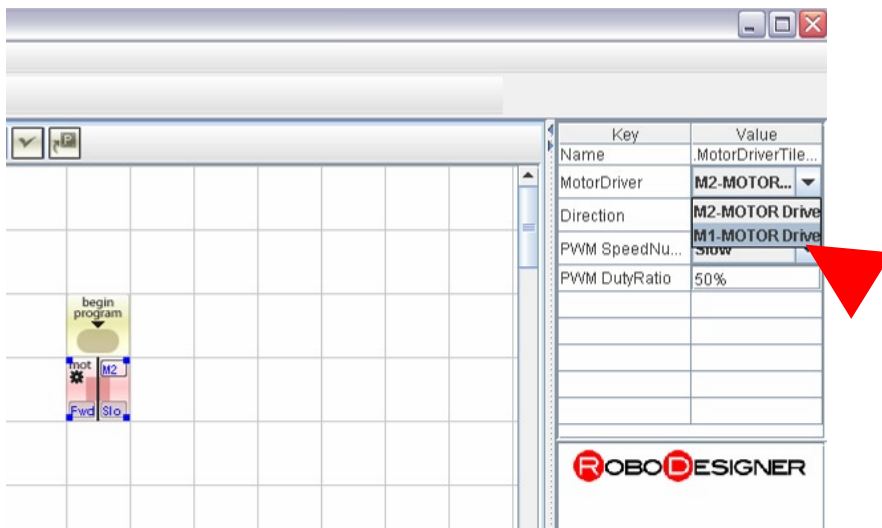 Key Value
Name .MotorDriverTile...
MotorDriver M2-MOTOR...
M2-MOTOR Drive
Direction
M1-MOTOR Drive
PWM SpeedNu... Slow
PWM DutyRatio 50%
begin
program
mot M2
Fwd Slo
ROBODESIGNER